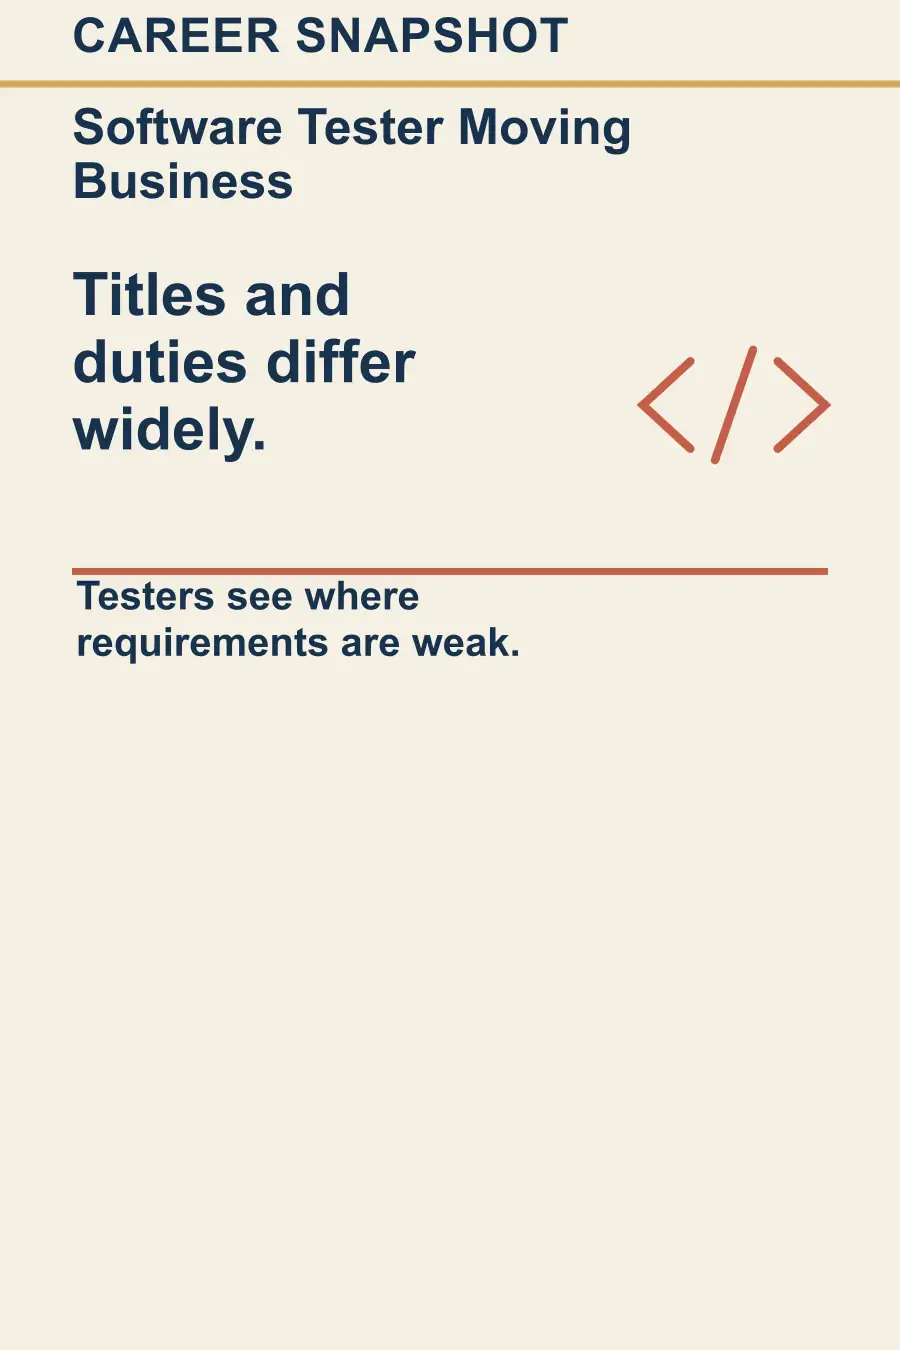 CAREER SNAPSHOT
Software Tester Moving
Business
Titles and
duties differ
widely.
</>
Testers see where
requirements are weak.